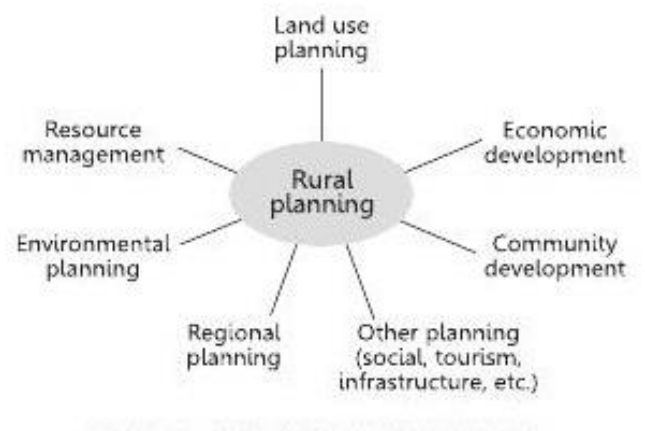 Land use
planning
Resource
management
Economic
development
Rural
planning
Environmental
planning
Community
development
Regional
planning
Other planning
(social, tourism,
infrastructure, etc.)